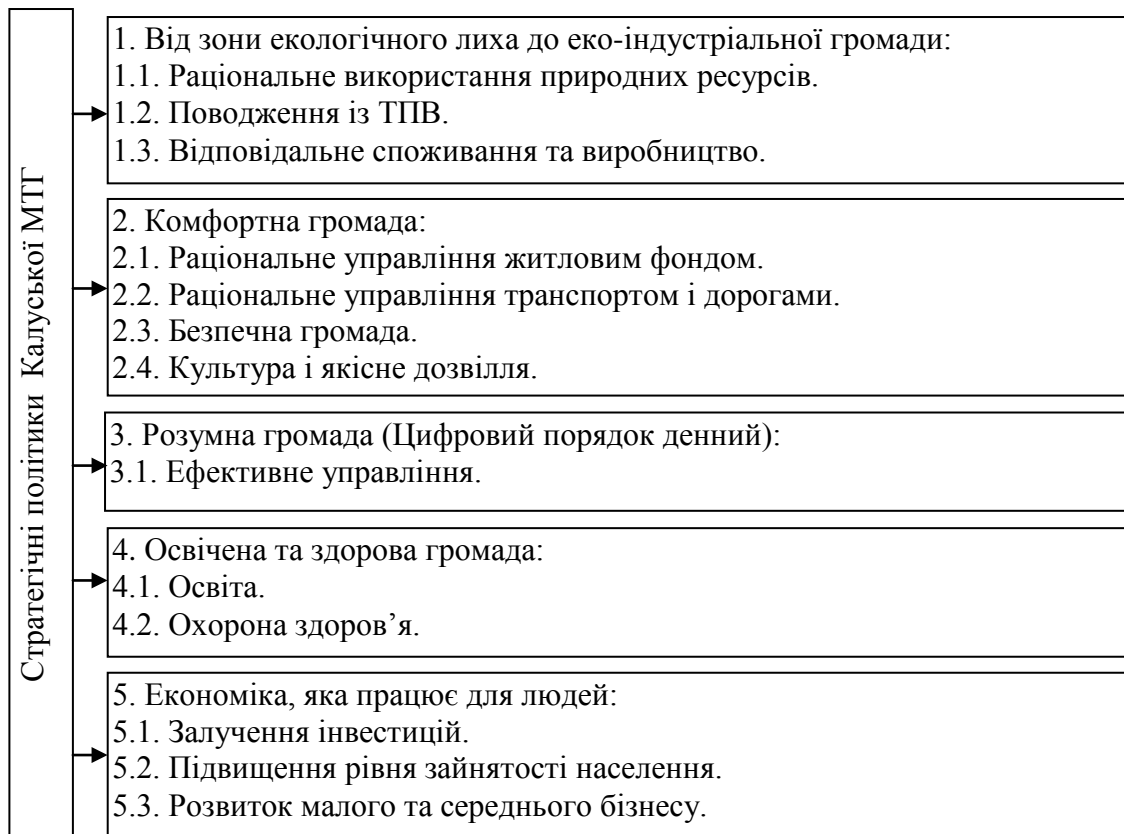 Стратегічні політики Калуської МТГ
1. Від зони екологічного лиха до еко-індустріальної громади:
1.1. Раціональне використання природних ресурсів.
1.2. Поводження із ТПВ.
1.3. Відповідальне споживання та виробництво.
2. Комфортна громада:
2.1. Раціональне управління житловим фондом.
2.2. Раціональне управління транспортом і дорогами.
2.3. Безпечна громада.
2.4. Культура і якісне дозвілля.
3. Розумна громада (Цифровий порядок денний):
3.1. Ефективне управління.
4. Освічена та здорова громада:
4.1. Освіта.
4.2. Охорона здоров’я.
5. Економіка, яка працює для людей:
5.1. Залучення інвестицій.
5.2. Підвищення рівня зайнятості населення.
5.3. Розвиток малого та середнього бізнесу.